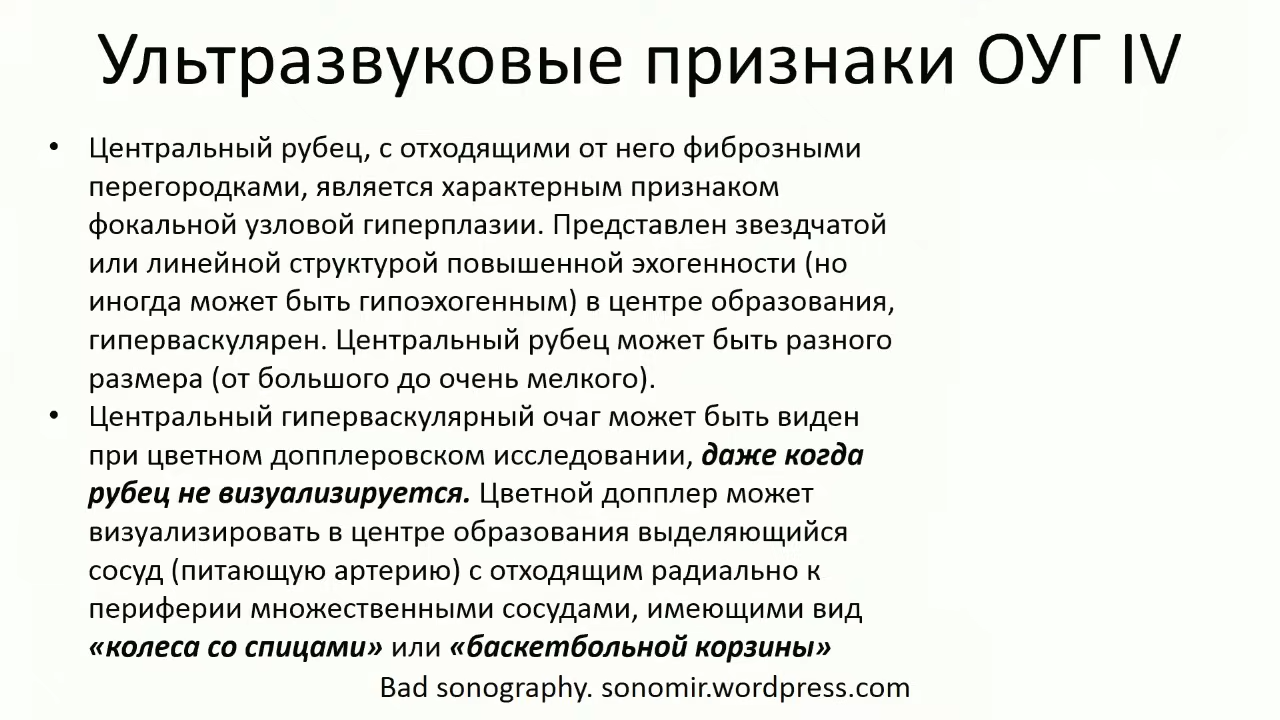 Ультразвуковые признаки ОУГ IV
• Центральный рубец, с отходящими от него фиброзными
перегородками, является характерным признаком
фокальной узловой гиперплазии. Представлен звездчатой
или линейной структурой повышенной эхогенности (но
иногда может быть гипоэхогенным) в центре образования,
гиперваскулярен. Центральный рубец может быть разного
размера (от большого до очень мелкого).
• Центральный гиперваскулярный очаг может быть виден
при цветном допплеровском исследовании, даже когда
рубец не визуализируется. Цветной допплер может
визуализировать в центре образования выделяющийся
сосуд (питающую артерию) с отходящим радиально к
периферии множественными сосудами, имеющими вид
«колеса со спицами» или «баскетбольной корзины»
Bad sonography. sonomir.wordpress.com